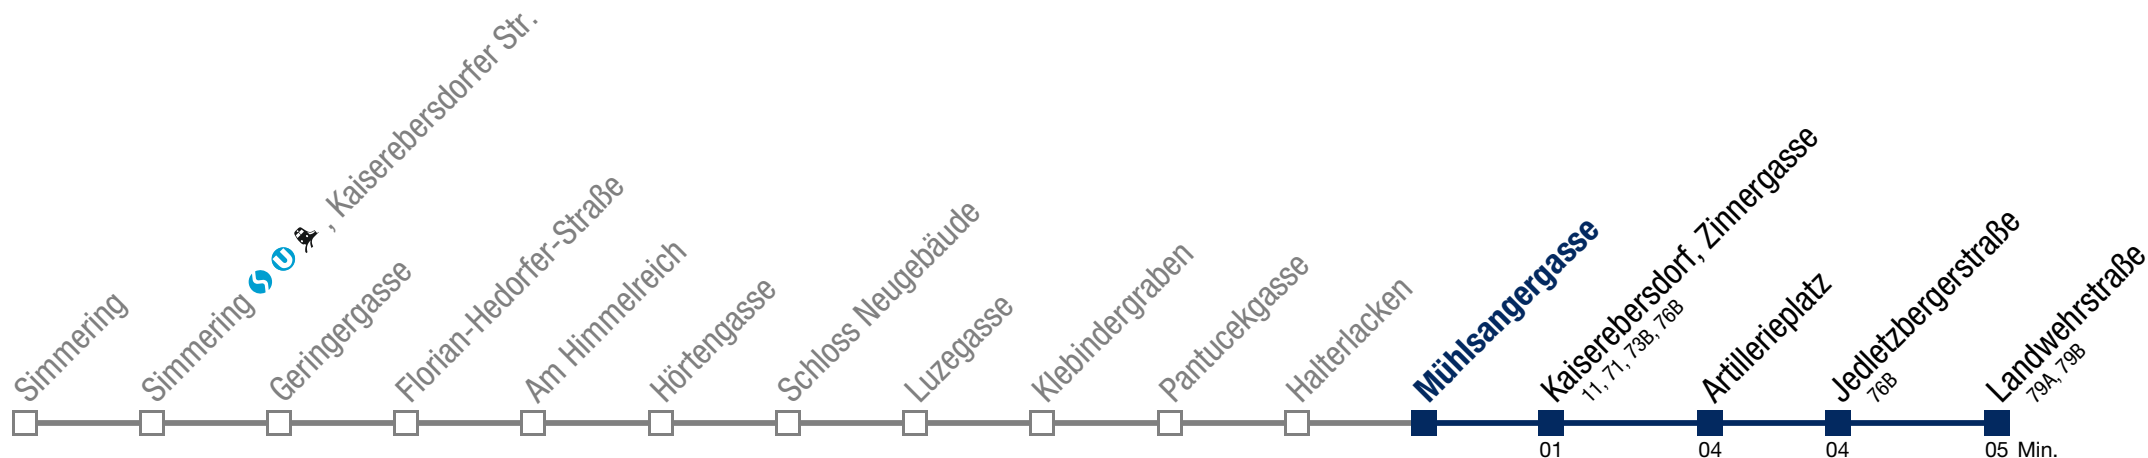 Simmering
Simmering S U , Kaiserebersdorfer Str.
Geringergasse
Florian-Hedorfer-Straße
Am Himmelreich
Hörtengasse
Schloss Neugebäude
Luzegasse
Klebindergraben
Pantucekgasse
Halterlacken
Mühlsangergasse
Kaiserebersdorf, Zinnergasse
11, 71, 73B, 76B
Artillerieplatz
Jedletzbergerstraße
76B
Landwehrstraße
79A, 79B
01 04 04 05 Min.